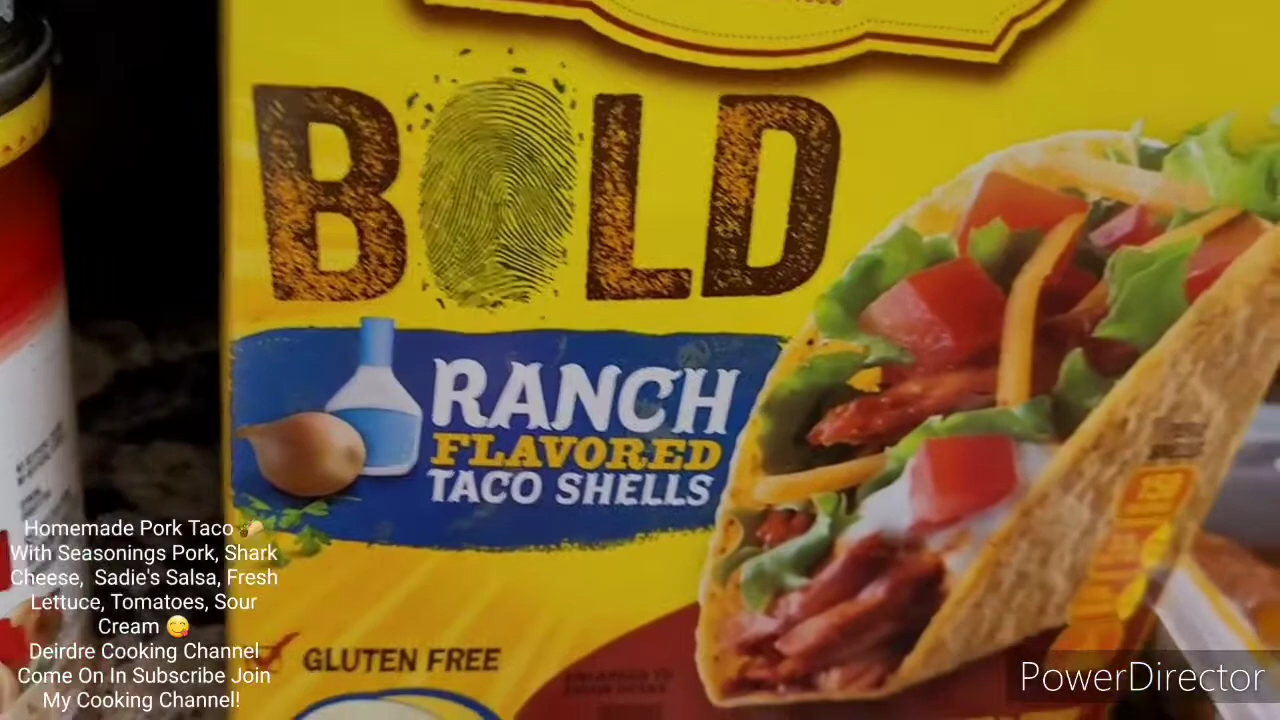 BOLD
RANCH
FLAVORED
TACO SHELLS
GLUTEN FREE
Homemade Pork Taco 🌮
With Seasonings Pork, Shark
Cheese,  Sadie's Salsa, Fresh
Lettuce, Tomatoes, Sour
Cream 😋
Deirdre Cooking Channel
Come On In Subscribe Join
My Cooking Channel!
PowerDirector